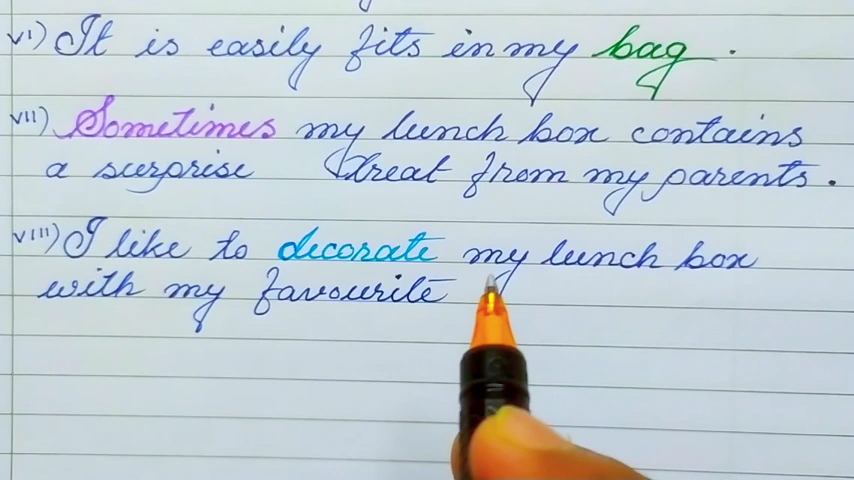 VI) It is easily fits in my bag.
VII) Sometimes my lunch box contains
a surprise treat from my parents.
VIII) I like to decorate my lunch box
with my favourite